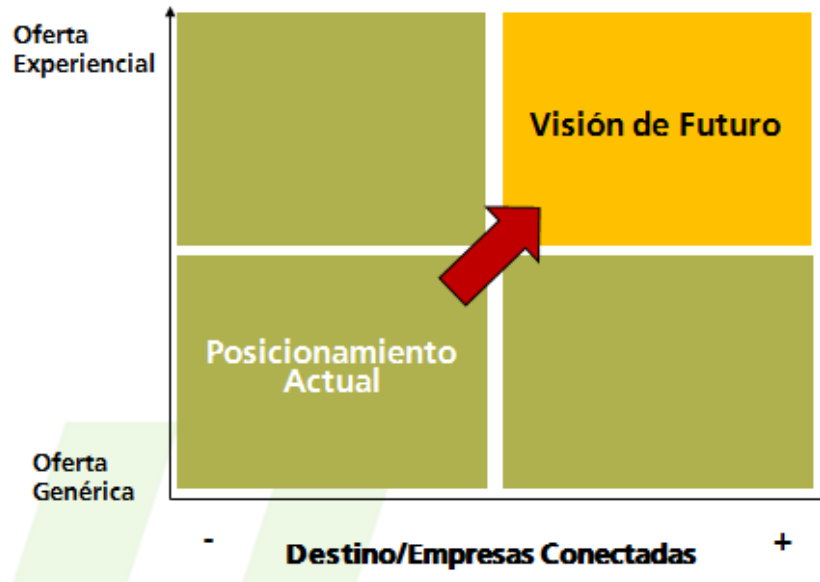 Oferta
Experiencial
Visión de Futuro
Posicionamiento
Actual
Oferta
Genérica
-
Destino/Empresas Conectadas
+